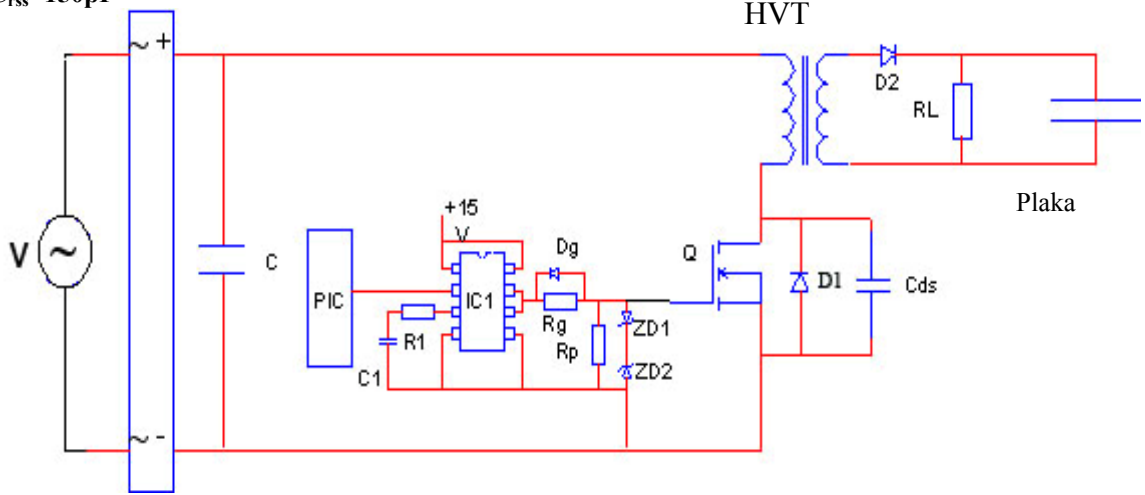 HVT
~ +
D2
RL
Plaka
V ~
C
+15
V
PIC
IC1
Dg
Rg
Rp
ZD1
ZD2
Q
D1
Cds
R1
C1
~ -